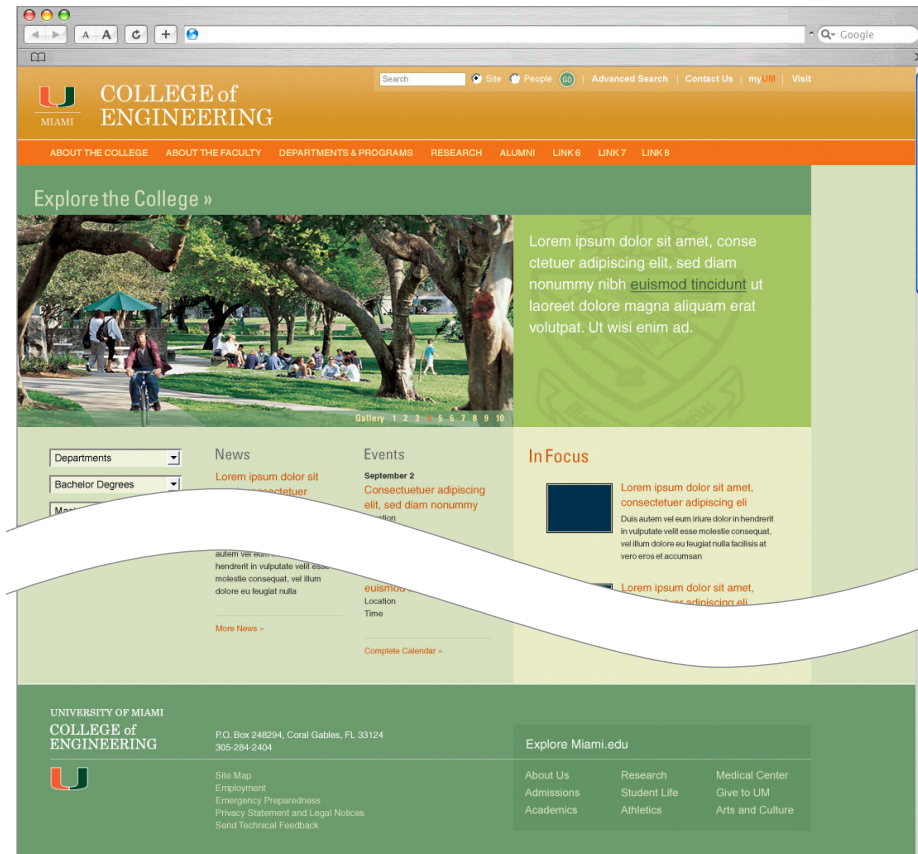 A A
Google
Search Site People GO | Advanced Search | Contact Us | myUM | Visit
MIAMI
COLLEGE of
ENGINEERING
ABOUT THE COLLEGE ABOUT THE FACULTY DEPARTMENTS & PROGRAMS RESEARCH ALUMNI LINK 6 LINK 7 LINK 8
Explore the College »
Lorem ipsum dolor sit amet, conse
ctetuer adipiscing elit, sed diam
nonummy nibh euismod tincidunt ut
laoreet dolore magna aliquam erat
volutpat. Ut wisi enim ad.
Gallery 1 2 3 5 6 7 8 9 10
Departments
Bachelor Degrees
News
Lorem ipsum dolor sit
autem vel eum
hendrerit in vulputate velit esse
molestie consequat, vel illum
dolore eu feugiat nulla
More News »
Events
September 2
Consectuetuer adipiscing
elit, sed diam nonummy
euismod
Location
Time
Complete Calendar »
In Focus
Lorem ipsum dolor sit amet,
consectetuer adipiscing eli
Duis autem vel eum iriure dolor in hendrerit
in vulputate velit esse molestie consequat,
vel illum dolore eu feugiat nulla facilisis at
vero eros et accumsan
Lorem ipsum dolor sit amet,
adipiscing eli
UNIVERSITY OF MIAMI
COLLEGE of
ENGINEERING
P.O. Box 248294, Coral Gables, FL 33124
305-284-2404
Site Map
Employment
Emergency Preparedness
Privacy Statement and Legal Notices
Send Technical Feedback
Explore Miami.edu
About Us Research Medical Center
Admissions Student Life Give to UM
Academics Athletics Arts and Culture